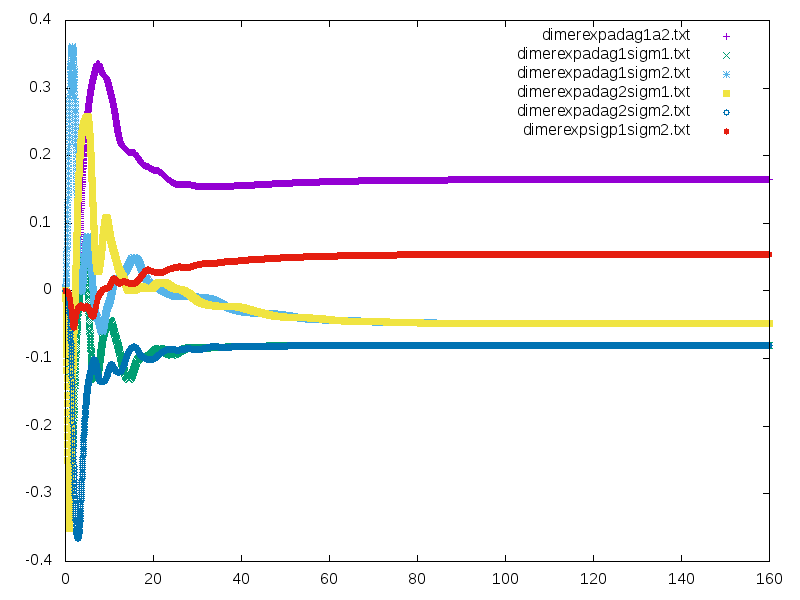 0.4
0.3
0.2
0.1
0
-0.1
-0.2
-0.3
-0.4
dimerexpadag1a2.txt
dimerexpadag1sigm1.txt
dimerexpadag1sigm2.txt
dimerexpadag2sigm1.txt
dimerexpadag2sigm2.txt
dimerexpsigp1sigm2.txt
0 20 40 60 80 100 120 140 160